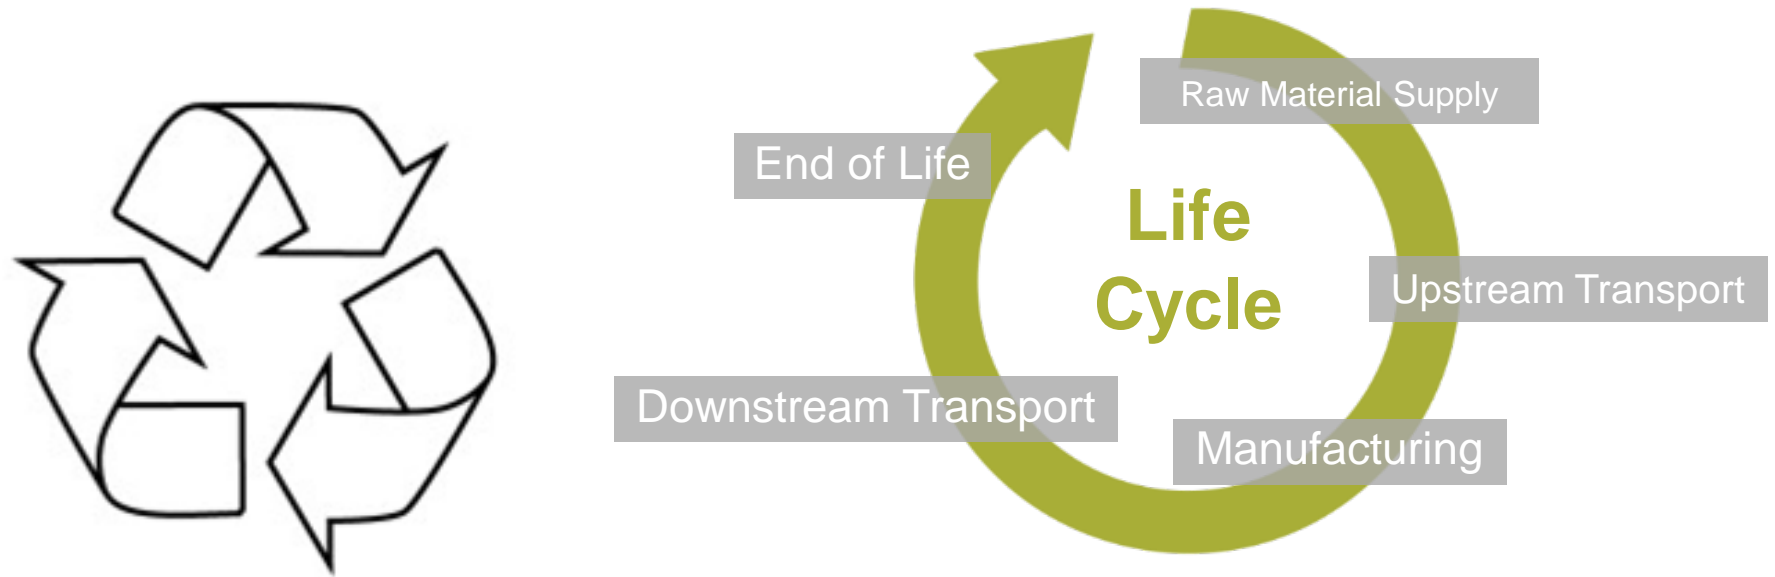 Raw Material Supply
End of Life
Life
Cycle
Upstream Transport
Downstream Transport
Manufacturing